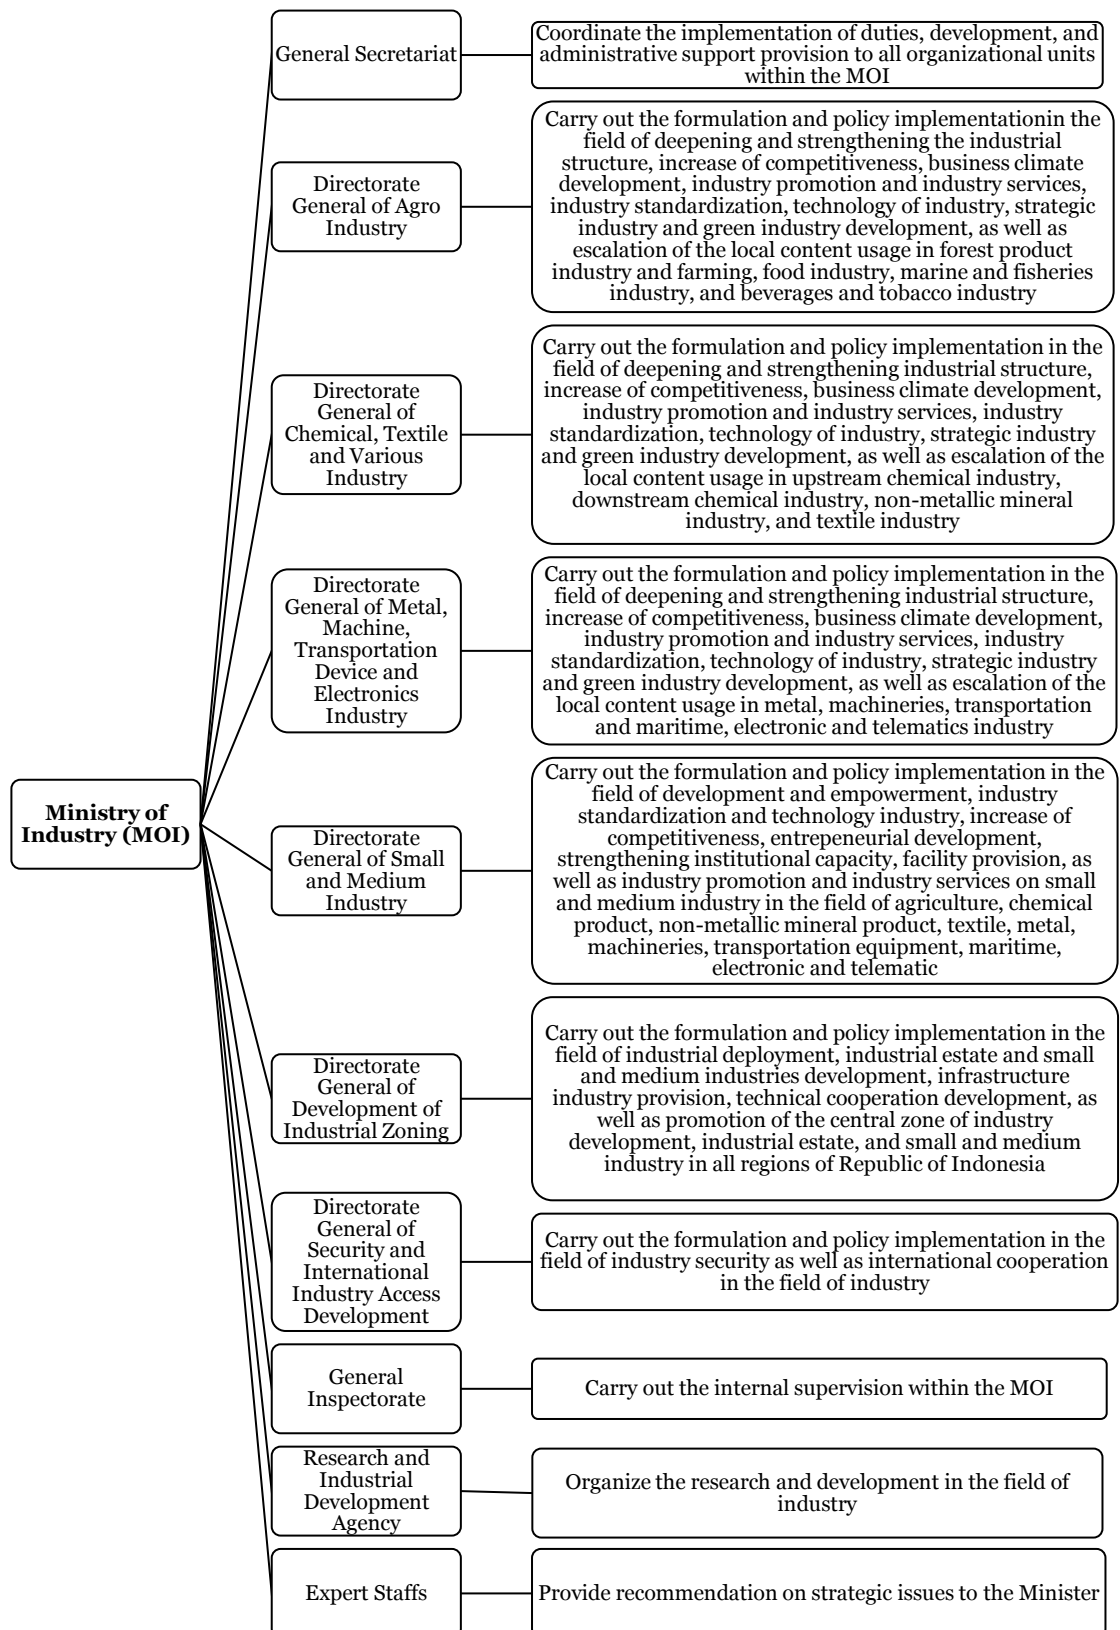 General Secretariat
Coordinate the implementation of duties, development, and
administrative support provision to all organizational units
within the MOI
Directorate
General of Agro
Industry
Carry out the formulation and policy implementationin the
field of deepening and strengthening the industrial
structure, increase of competitiveness, business climate
development, industry promotion and industry services,
industry standardization, technology of industry, strategic
industry and green industry development, as well as
escalation of the local content usage in forest product
industry and farming, food industry, marine and fisheries
industry, and beverages and tobacco industry
Directorate
General of
Chemical, Textile
and Various
Industry
Carry out the formulation and policy implementation in the
field of deepening and strengthening industrial structure,
increase of competitiveness, business climate development,
industry promotion and industry services, industry
standardization, technology of industry, strategic industry
and green industry development, as well as escalation of the
local content usage in upstream chemical industry,
downstream chemical industry, non-metallic mineral
industry, and textile industry
Directorate
General of Metal,
Machine,
Transportation
Device and
Electronics
Industry
Carry out the formulation and policy implementation in the
field of deepening and strengthening industrial structure,
increase of competitiveness, business climate development,
industry promotion and industry services, industry
standardization, technology of industry, strategic industry
and green industry development, as well as escalation of the
local content usage in metal, machineries, transportation
and maritime, electronic and telematics industry
Ministry of
Industry (MOI)
Directorate
General of Small
and Medium
Industry
Carry out the formulation and policy implementation in the
field of development and empowerment, industry
standardization and technology industry, increase of
competitiveness, entrepeneurial development,
strengthening institutional capacity, facility provision, as
well as industry promotion and industry services on small
and medium industry in the field of agriculture, chemical
product, non-metallic mineral product, textile, metal,
machineries, transportation equipment, maritime,
electronic and telematic
Directorate
General of
Development of
Industrial Zoning
Carry out the formulation and policy implementation in the
field of industrial deployment, industrial estate and small
and medium industries development, infrastructure
industry provision, technical cooperation development, as
well as promotion of the central zone of industry
development, industrial estate, and small and medium
industry in all regions of Republic of Indonesia
Directorate
General of
Security and
International
Industry Access
Development
Carry out the formulation and policy implementation in the
field of industry security as well as international cooperation
in the field of industry
General
Inspectorate
Carry out the internal supervision within the MOI
Research and
Industrial
Development
Agency
Organize the research and development in the field of
industry
Expert Staffs
Provide recommendation on strategic issues to the Minister